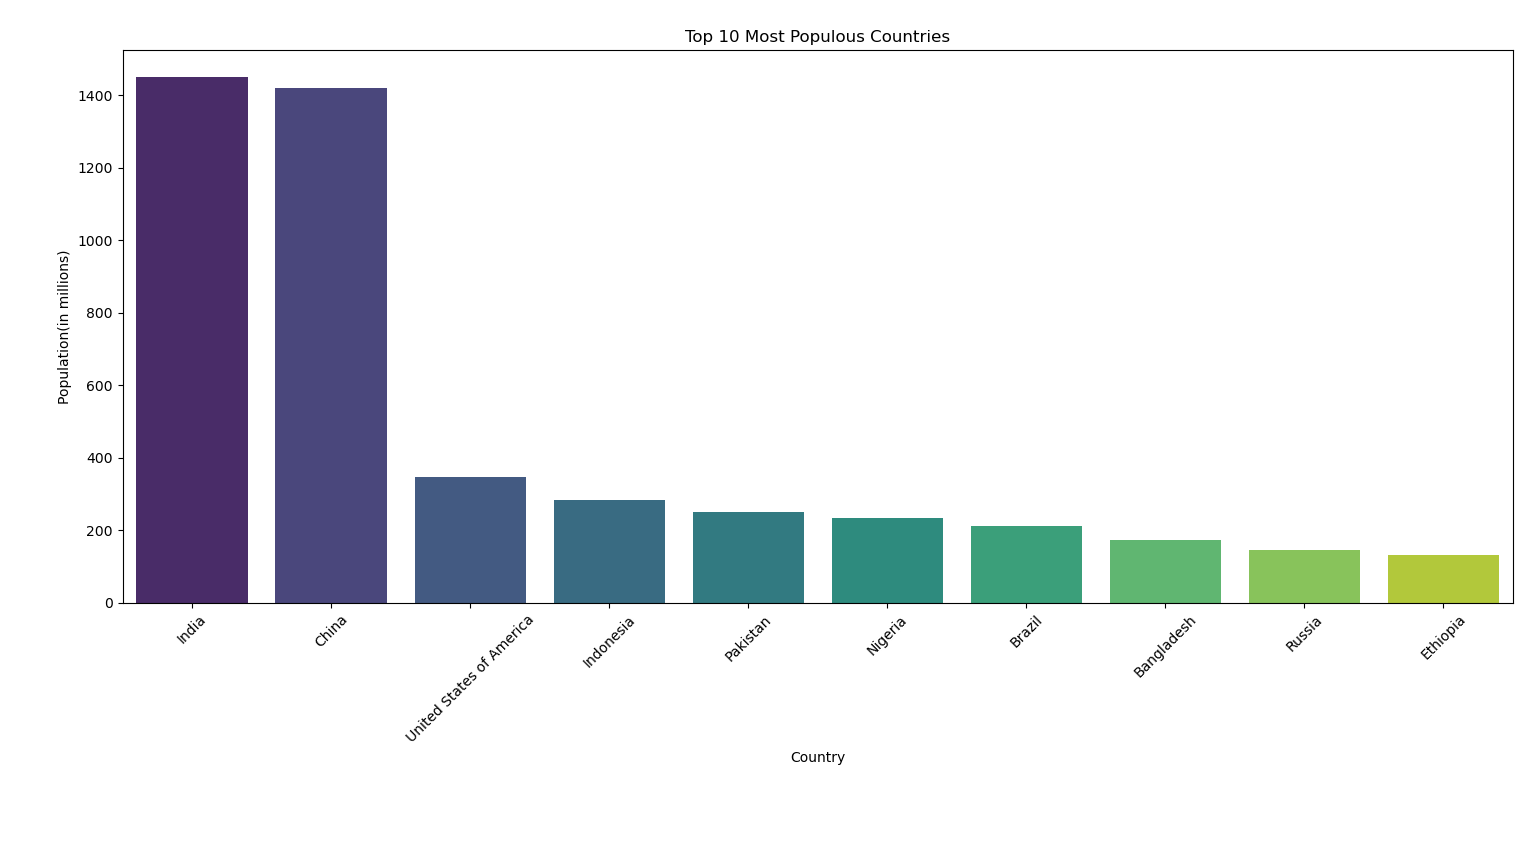 Top 10 Most Populous Countries
Population(in millions)
1400
1200
1000
800
600
400
200
0
India
China
United States of America
Indonesia
Pakistan
Nigeria
Brazil
Bangladesh
Russia
Ethiopia
Country